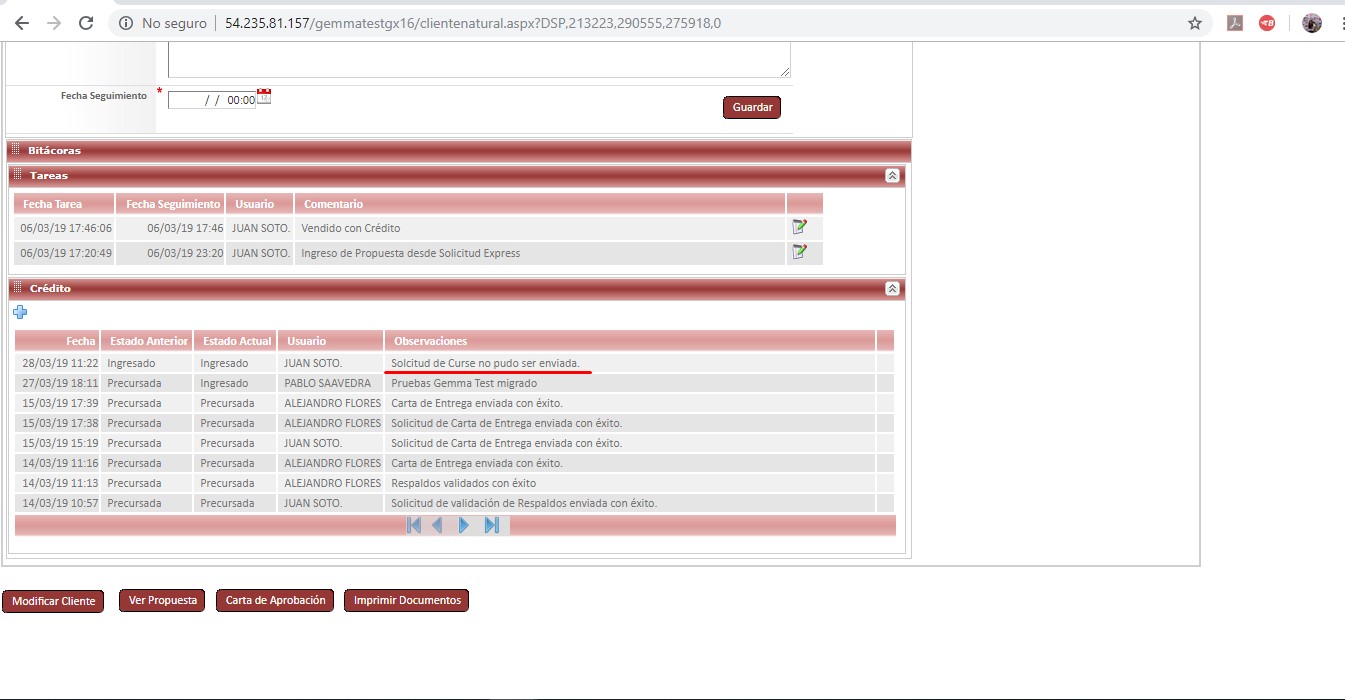 No seguro | 54.235.81.157/gemmatestgx16/clientenatural.aspx?DSP,213223,290555,275918,0
Fecha Seguimiento * / / 00:00
Guardar
Bitácoras
Tareas
Fecha Tarea Fecha Seguimiento Usuario Comentario
06/03/19 17:46:06 06/03/19 17:46 JUAN SOTO. Vendido con Crédito
06/03/19 17:20:49 06/03/19 23:20 JUAN SOTO. Ingreso de Propuesta desde Solicitud Express
Crédito
Fecha Estado Anterior Estado Actual Usuario Observaciones
28/03/19 11:22 Ingresado Ingresado JUAN SOTO. Solcitud de Curse no pudo ser enviada.
27/03/19 18:11 Precursada Ingresado PABLO SAAVEDRA Pruebas Gemma Test migrado
15/03/19 17:39 Precursada Precursada ALEJANDRO FLORES Carta de Entrega enviada con éxito.
15/03/19 17:38 Precursada Precursada ALEJANDRO FLORES Solicitud de Carta de Entrega enviada con éxito.
15/03/19 15:19 Precursada Precursada JUAN SOTO. Solicitud de Carta de Entrega enviada con éxito.
14/03/19 11:16 Precursada Precursada ALEJANDRO FLORES Carta de Entrega enviada con éxito.
14/03/19 11:13 Precursada Precursada ALEJANDRO FLORES Respaldos validados con éxito
14/03/19 10:57 Precursada Precursada JUAN SOTO. Solicitud de validación de Respaldos enviada con éxito.
Modificar Cliente Ver Propuesta Carta de Aprobación Imprimir Documentos